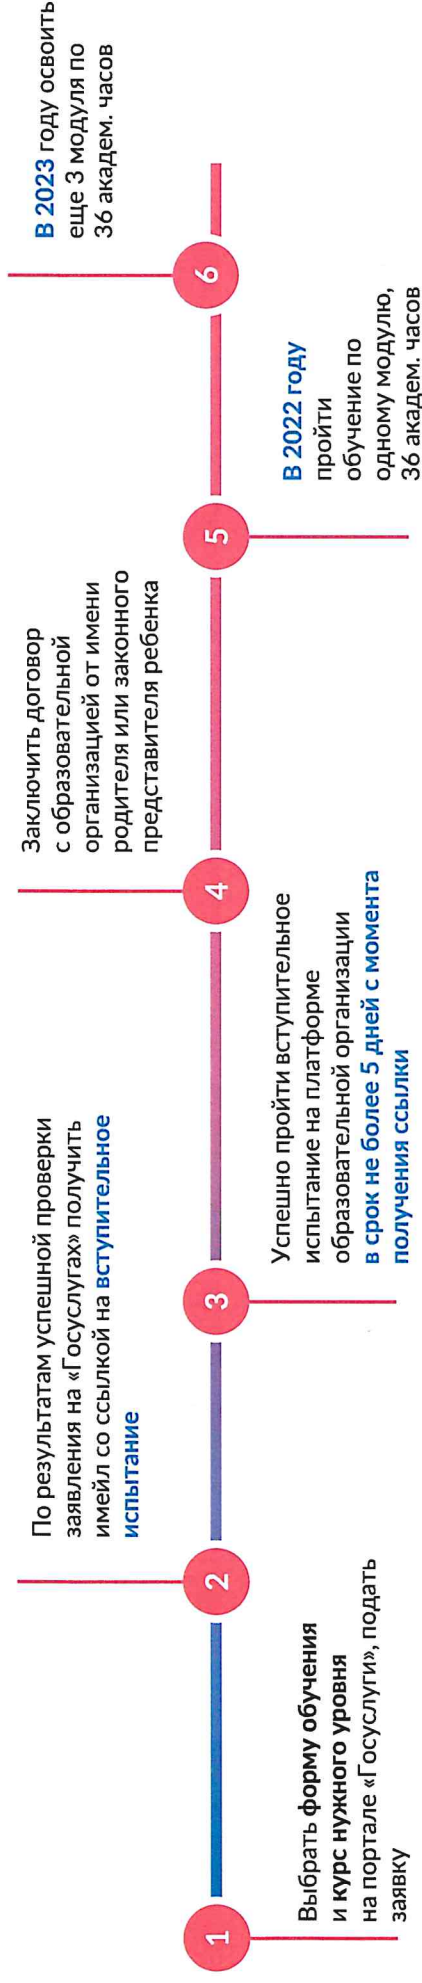 1
Выбрать форму обучения
и курс нужного уровня
на портале «Госуслуги», подать
заявку
2
По результатам успешной проверки
заявления на «Госуслугах» получить
имейл со ссылкой на вступительное
испытание
3
Успешно пройти вступительное
испытание на платформе
образовательной организации
в срок не более 5 дней с момента
получения ссылки
4
Заключить договор
с образовательной
организацией от имени
родителя или законного
представителя ребенка
5
В 2022 году
пройти
обучение по
одному модулю,
36 академ. часов
6
В 2023 году освоить
еще 3 модуля по
36 академ. часов